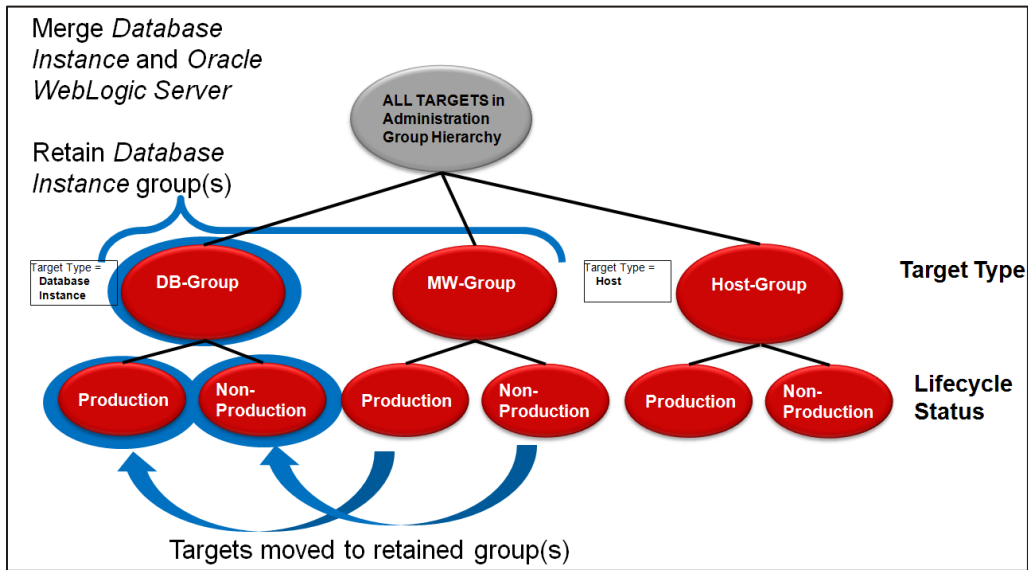 Merge Database
Instance and Oracle
WebLogic Server
Retain Database
Instance group(s)
ALL TARGETS in
Administration
Group Hierarchy
Target Type =
Database
Instance
DB-Group
MW-Group
Target Type =
Host
Host-Group
Target Type
Production
Non-
Production
Production
Non-
Production
Production
Non-
Production
Lifecycle
Status
Targets moved to retained group(s)